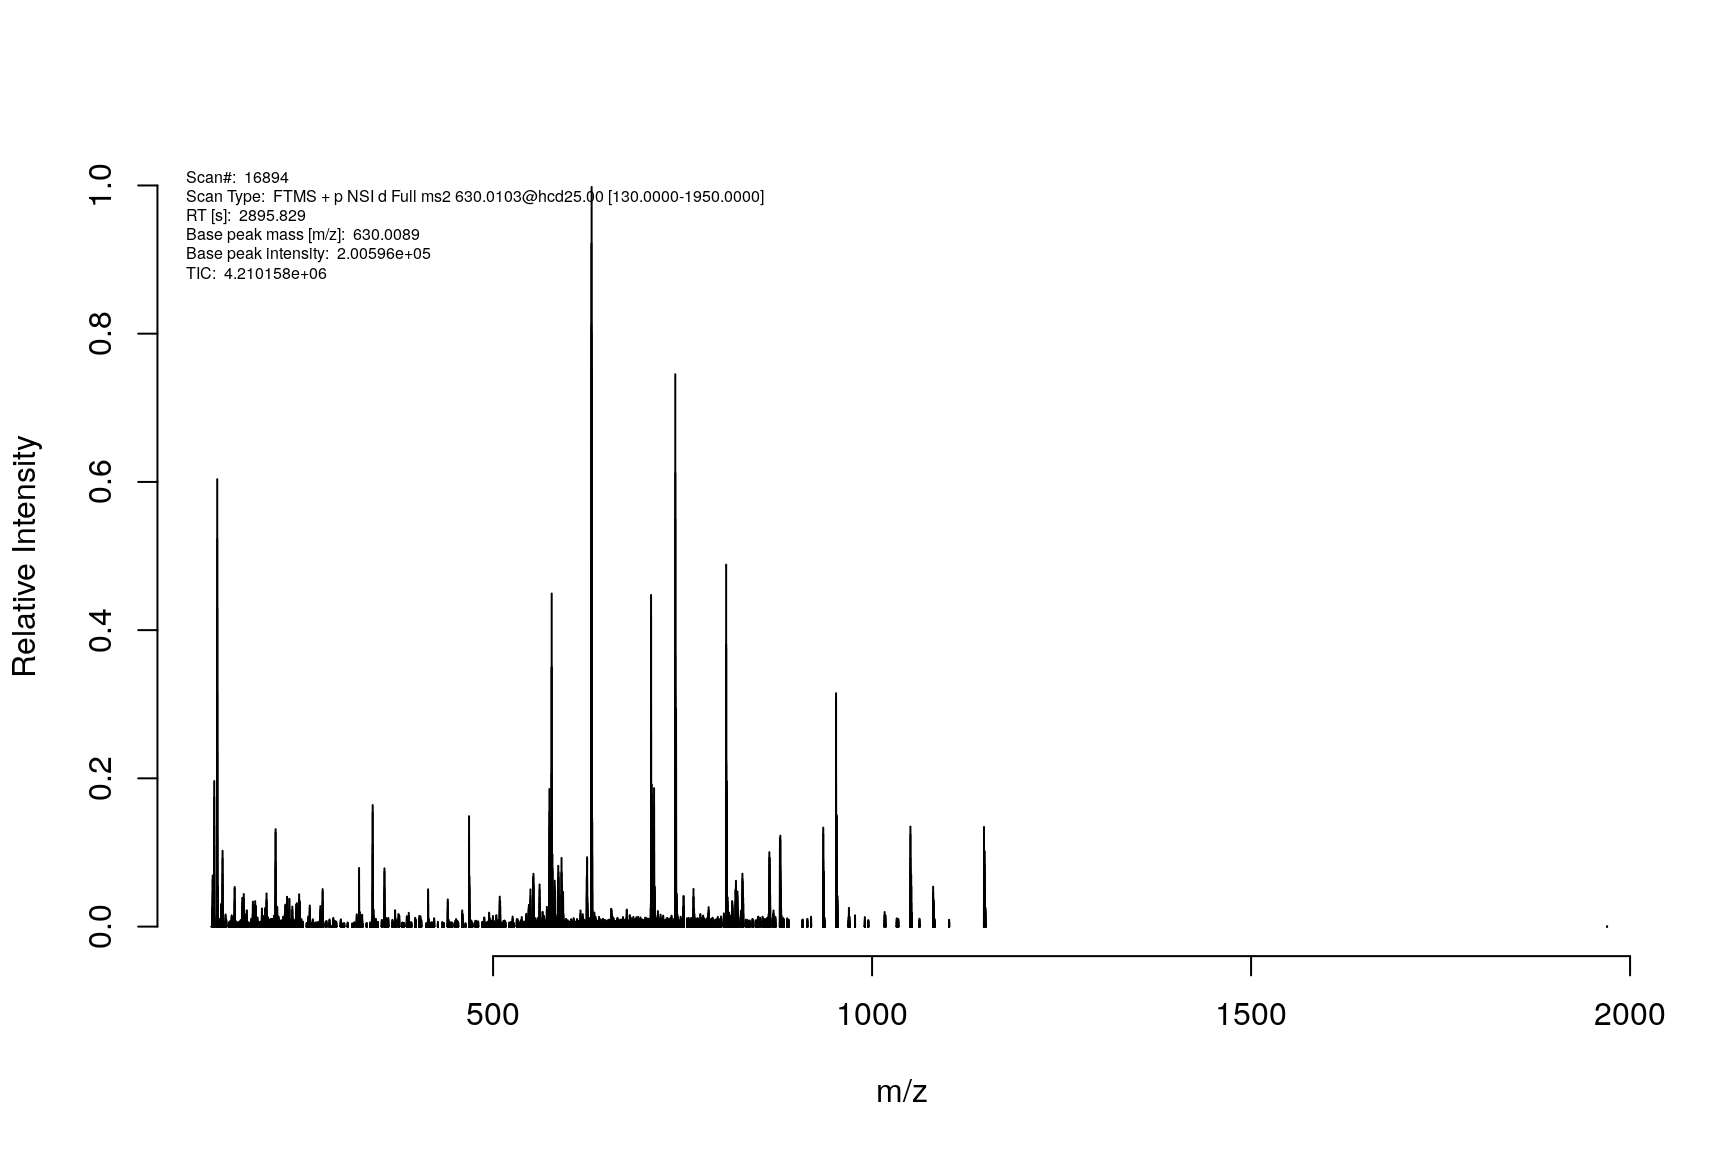 Scan#: 16894
Scan Type: FTMS + p NSI d Full ms2 630.0103@hcd25.00 [130.0000-1950.0000]
RT [s]: 2895.829
Base peak mass [m/z]: 630.0089
Base peak intensity: 2.00596e+05
TIC: 4.210158e+06
1.0
0.8
0.6
0.4
0.2
0.0
Relative Intensity
500 1000 1500 2000
m/z